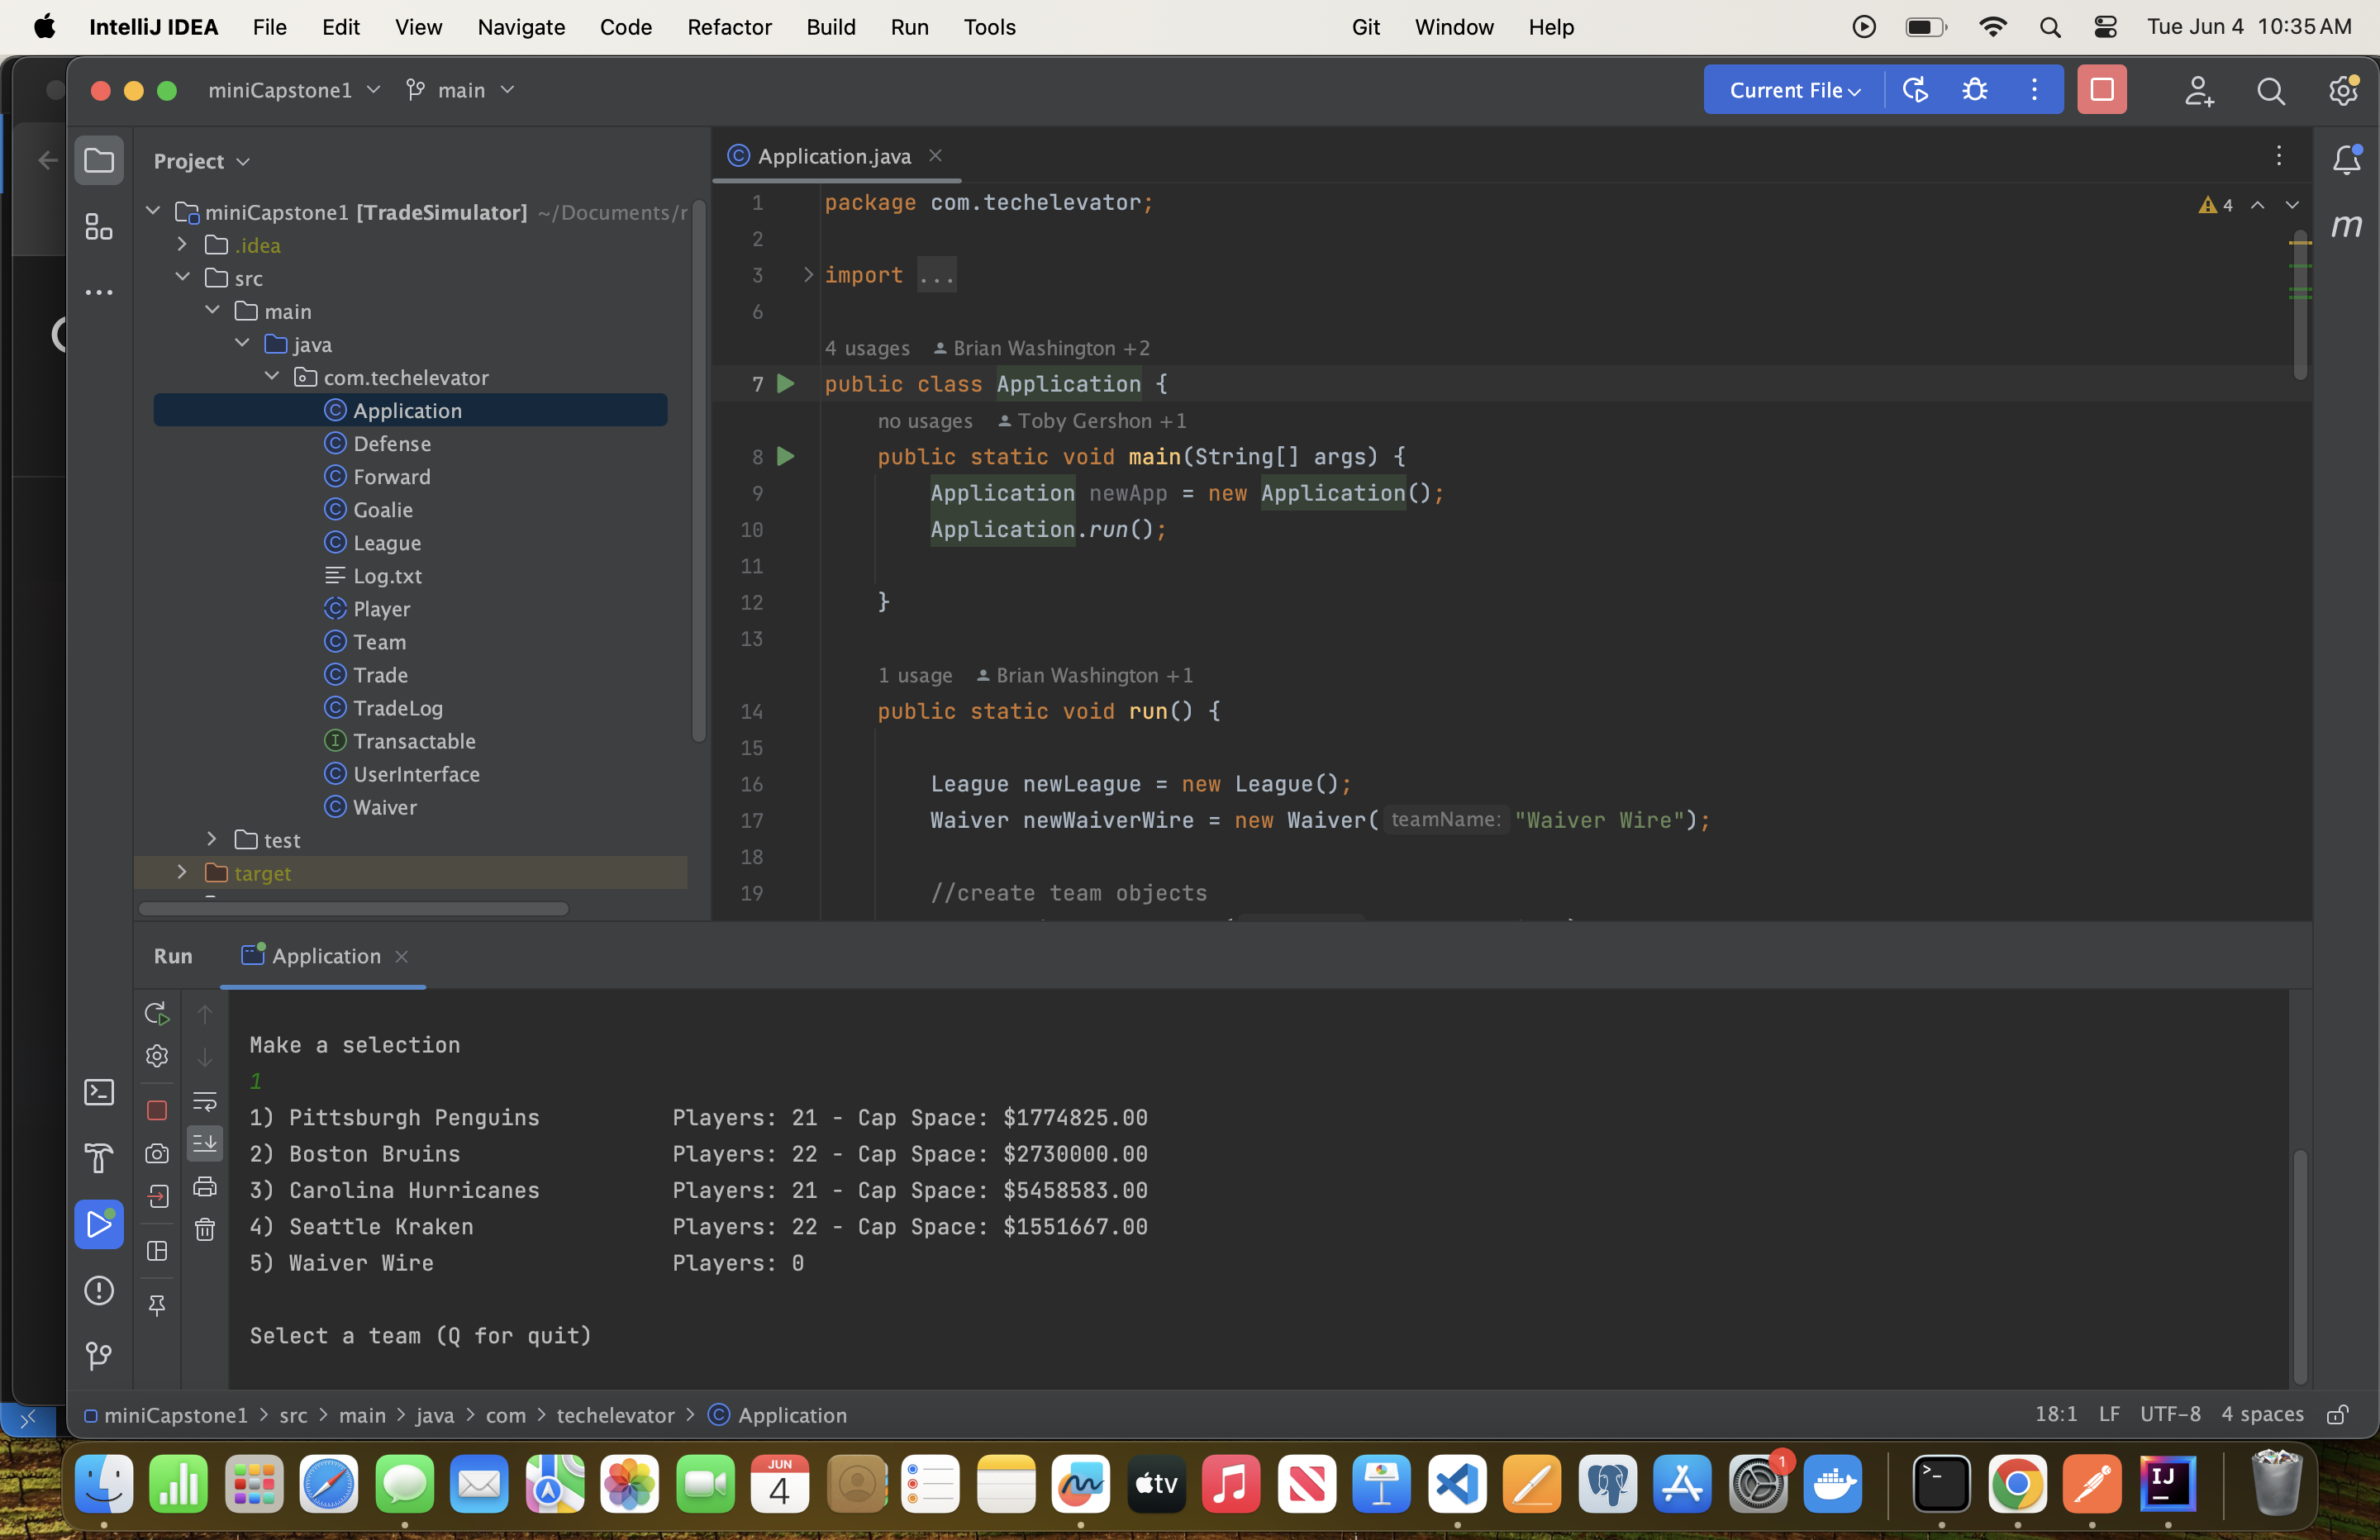 IntelliJ IDEA File Edit View Navigate Code Refactor Build Run Tools Git Window Help Tue Jun 4 10:35 AM
miniCapstone1 main Current File
Project
miniCapstone1 [TradeSimulator] ~/Documents/r
.idea
src
main
java
com.techelevator
Application
Defense
Forward
Goalie
League
Log.txt
Player
Team
Trade
TradeLog
Transactable
UserInterface
Waiver
test
target
Application.java
4
1 package com.techelevator;
2
3 import ...
6
4 usages Brian Washington +2
7 public class Application {
no usages Toby Gershon +1
8 public static void main(String[] args) {
9 Application newApp = new Application();
10 Application.run();
11
12 }
13
1 usage Brian Washington +1
14 public static void run() {
15
16 League newLeague = new League();
17 Waiver newWaiverWire = new Waiver( teamName: "Waiver Wire");
18
19 //create team objects
m
Run Application
Make a selection
1
1) Pittsburgh Penguins Players: 21 - Cap Space: $1774825.00
2) Boston Bruins Players: 22 - Cap Space: $2730000.00
3) Carolina Hurricanes Players: 21 - Cap Space: $5458583.00
4) Seattle Kraken Players: 22 - Cap Space: $1551667.00
5) Waiver Wire Players: 0
Select a team (Q for quit)
miniCapstone1 > src > main > java > com > techelevator > Application 18:1 LF UTF-8 4 spaces
JUN
4
tv
1
IJ